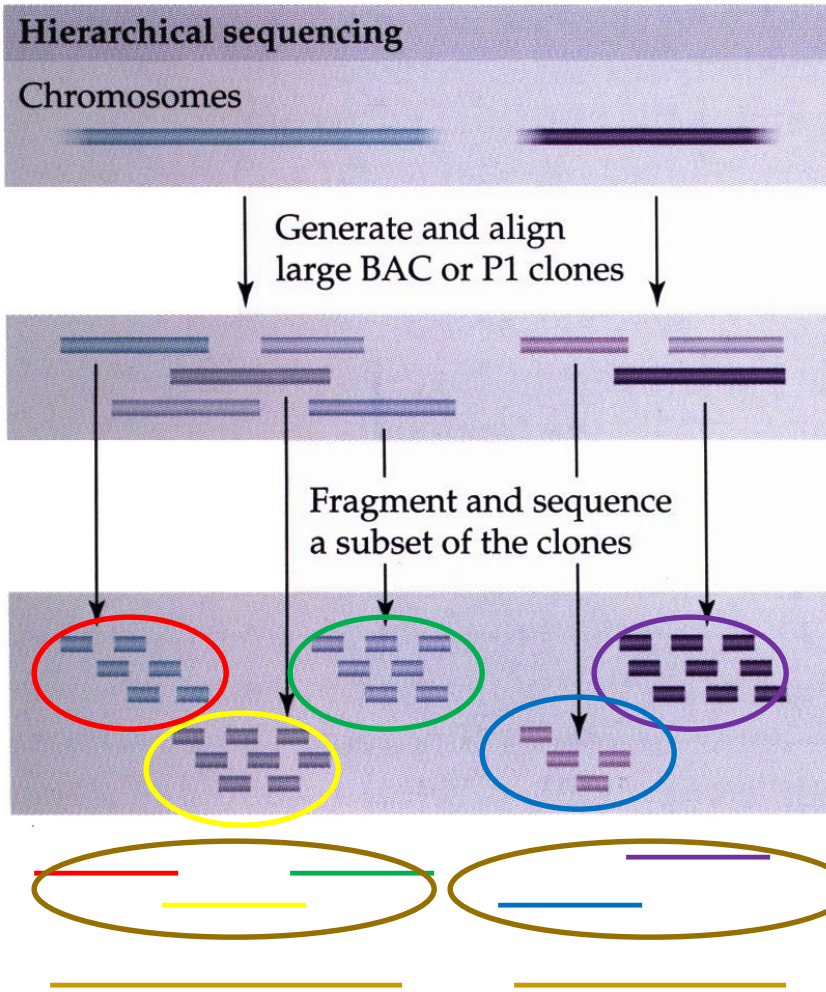 Hierarchical sequencing
Chromosomes
Generate and align
large BAC or P1 clones
Fragment and sequence
a subset of the clones